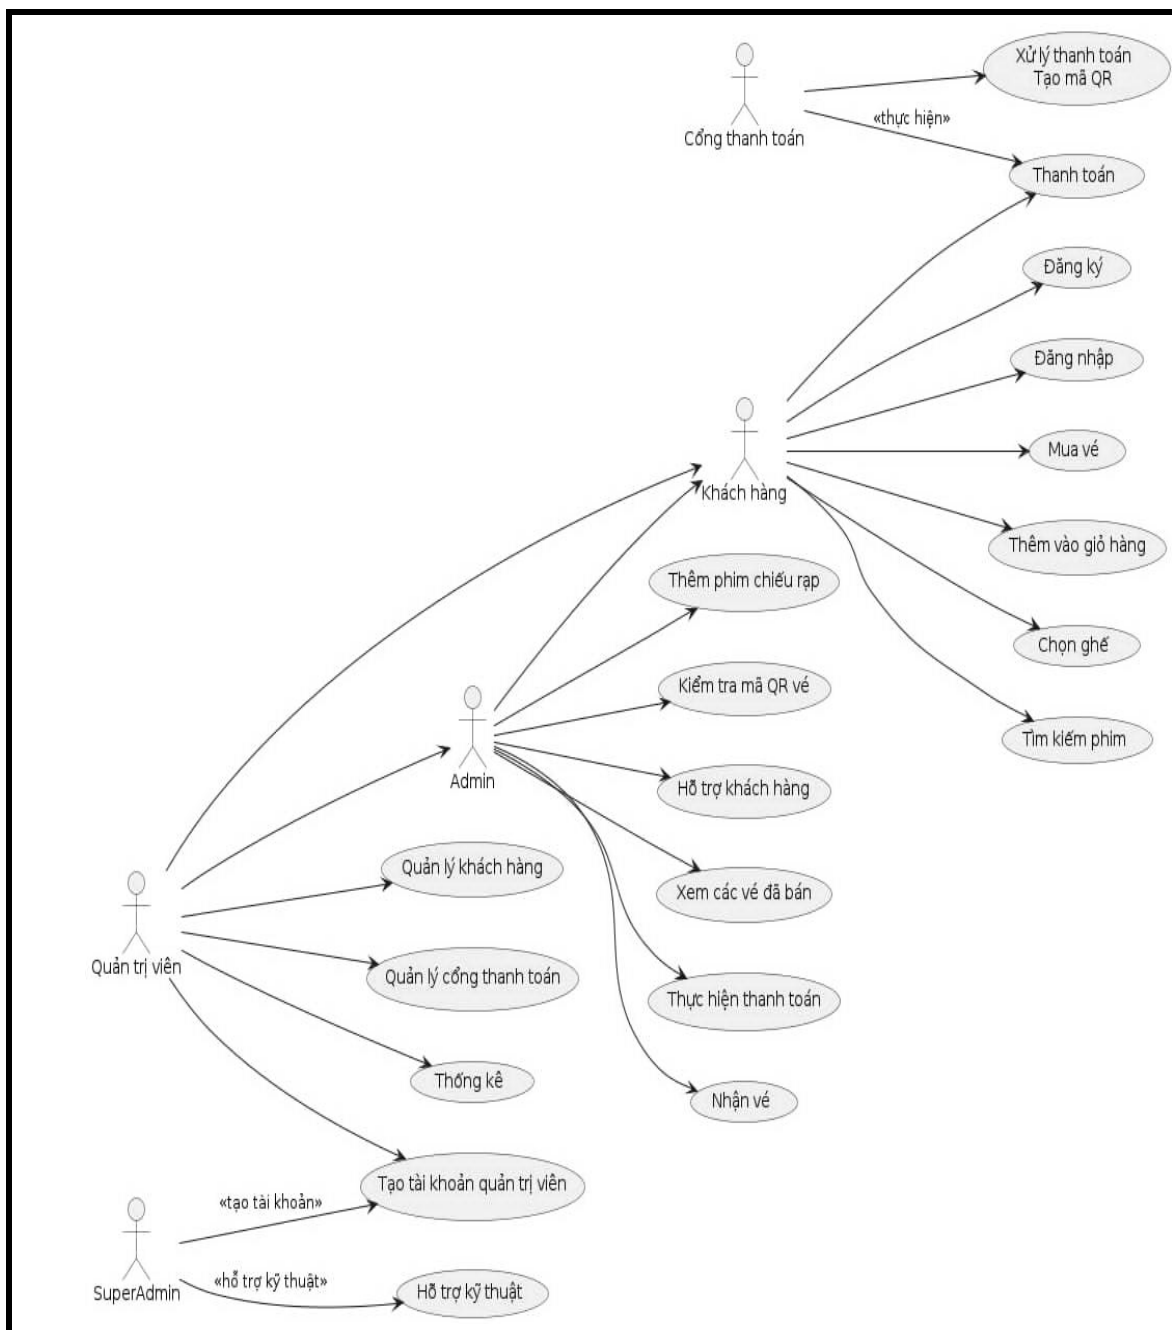 Xử lý thanh toán
Tạo mã QR
«thực hiện»
Cổng thanh toán
Thanh toán
Đăng ký
Đăng nhập
Mua vé
Khách hàng
Thêm vào giỏ hàng
Thêm phim chiếu rạp
Chọn ghế
Kiểm tra mã QR vé
Tìm kiếm phim
Admin
Hỗ trợ khách hàng
Quản lý khách hàng
Xem các vé đã bán
Quản trị viên
Quản lý cổng thanh toán
Thực hiện thanh toán
Thống kê
Nhận vé
Tạo tài khoản quản trị viên
«tạo tài khoản»
«hỗ trợ kỹ thuật»
SuperAdmin
Hỗ trợ kỹ thuật